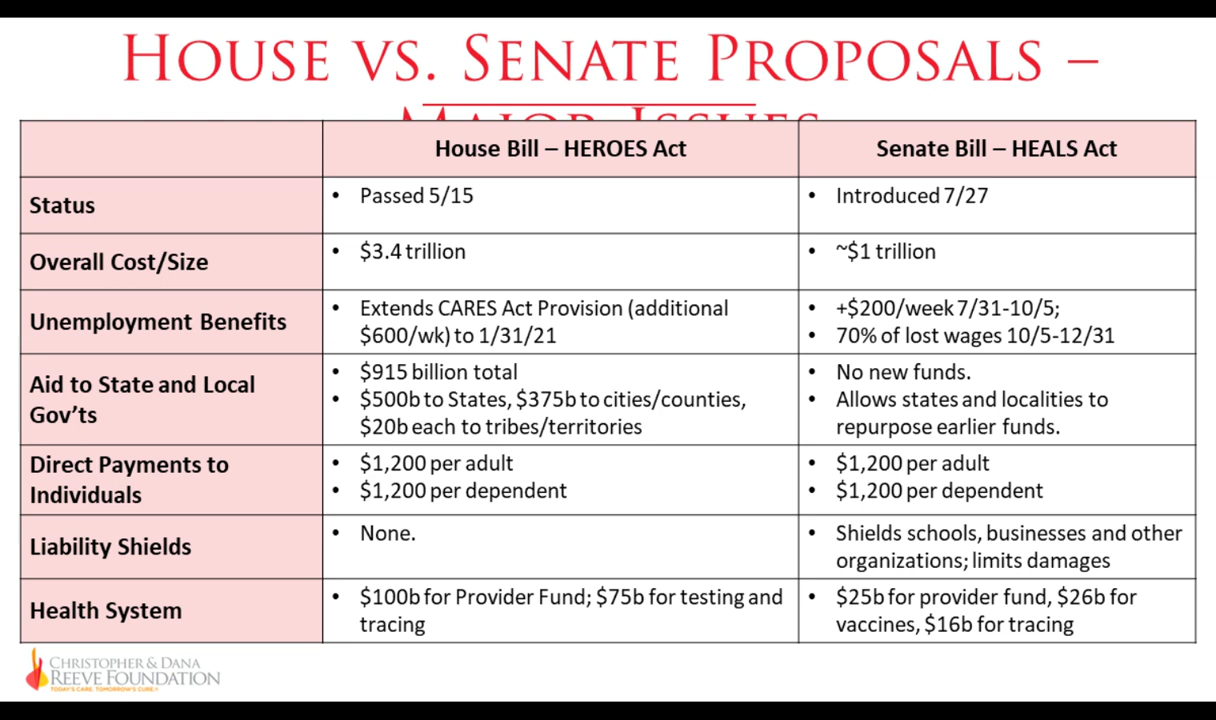 HOUSE VS. SENATE PROPOSALS –
MAJOR ISSUES
House Bill – HEROES Act
Senate Bill – HEALS Act
Status
• Passed 5/15
• Introduced 7/27
Overall Cost/Size
• $3.4 trillion
• ~$1 trillion
Unemployment Benefits
• Extends CARES Act Provision (additional
$600/wk) to 1/31/21
• +$200/week 7/31-10/5;
• 70% of lost wages 10/5-12/31
Aid to State and Local
Gov'ts
• $915 billion total
• $500b to States, $375b to cities/counties,
$20b each to tribes/territories
• No new funds.
• Allows states and localities to
repurpose earlier funds.
Direct Payments to
Individuals
• $1,200 per adult
• $1,200 per dependent
• $1,200 per adult
• $1,200 per dependent
Liability Shields
• None.
• Shields schools, businesses and other
organizations; limits damages
Health System
• $100b for Provider Fund; $75b for testing and
tracing
• $25b for provider fund, $26b for
vaccines, $16b for tracing
CHRISTOPHER & DANA
REEVE FOUNDATION
TODAY'S CARE. TOMORROW'S CURE.®